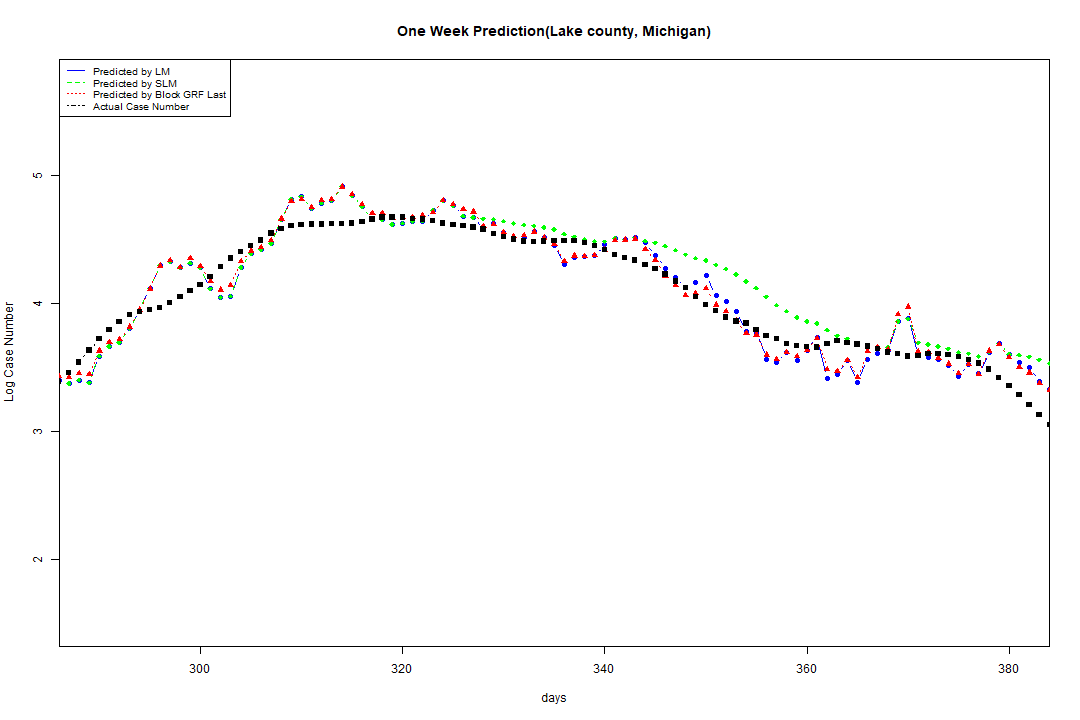 One Week Prediction(Lake county, Michigan)
Predicted by LM
Predicted by SLM
Predicted by Block GRF Last
Actual Case Number
5
4
3
2
Log Case Number
300 320 340 360 380
days